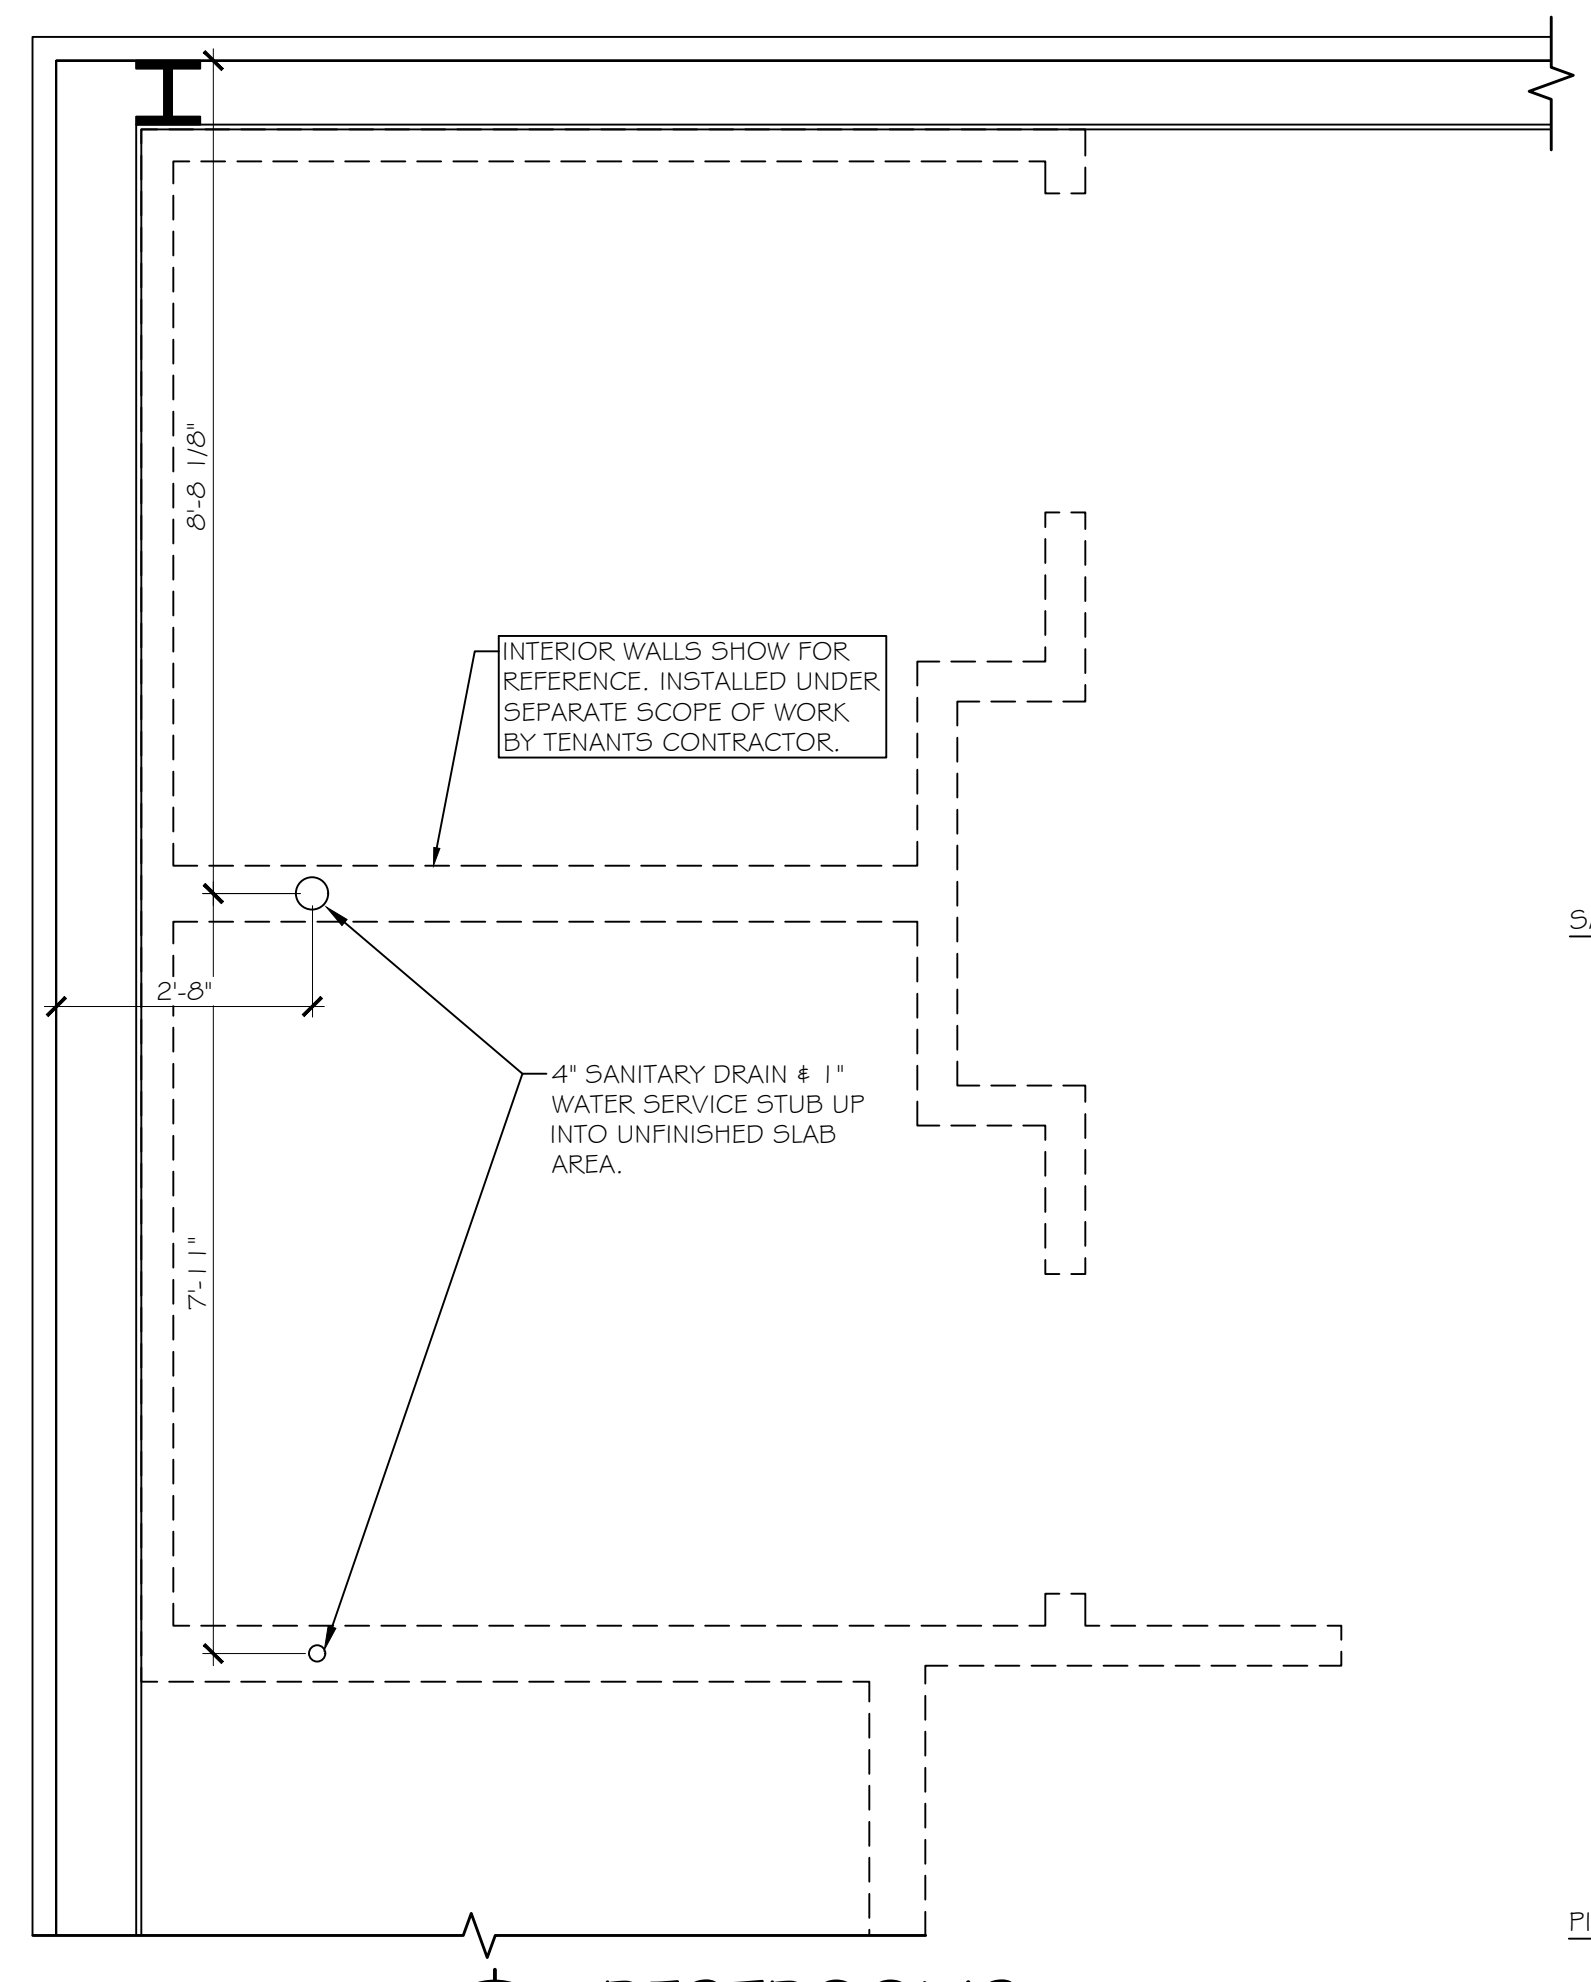 8'-8 1/8"
INTERIOR WALLS SHOW FOR
REFERENCE. INSTALLED UNDER
SEPARATE SCOPE OF WORK
BY TENANTS CONTRACTOR.
2'-8"
4" SANITARY DRAIN & 1"
WATER SERVICE STUB UP
INTO UNFINISHED SLAB
AREA.
7'-11"